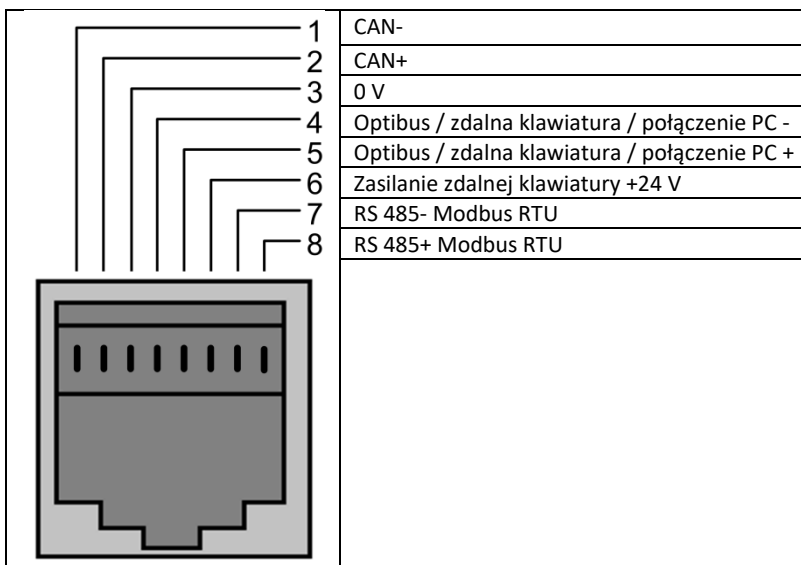 1 CAN-
2 CAN+
3 0 V
4 Optibus / zdalna klawiatura / połączenie PC -
5 Optibus / zdalna klawiatura / połączenie PC +
6 Zasilanie zdalnej klawiatury +24 V
7 RS 485- Modbus RTU
8 RS 485+ Modbus RTU